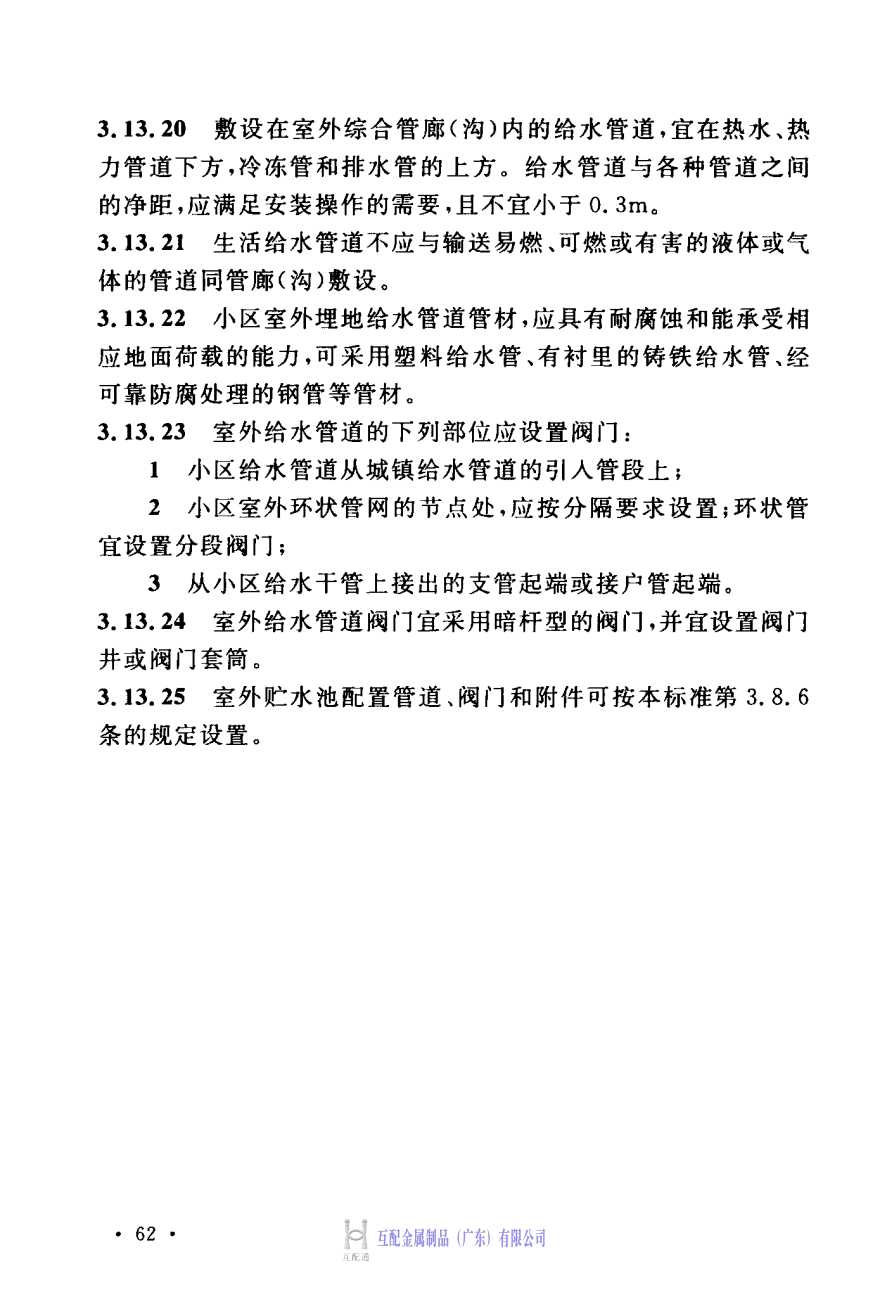 3.13.20 敷设在室外综合管廊(沟)内的给水管道,宜在热水、热
力管道下方,冷冻管和排水管的上方。给水管道与各种管道之间
的净距,应满足安装操作的需要,且不宜小于 0.3m。
3.13.21 生活给水管道不应与输送易燃、可燃或有害的液体或气
体的管道同管廊(沟)敷设。
3.13.22 小区室外埋地给水管道管材,应具有耐腐蚀和能承受相
应地面荷载的能力,可采用塑料给水管、有衬里的铸铁给水管、经
可靠防腐处理的钢管等管材。
3.13.23 室外给水管道的下列部位应设置阀门:
1 小区给水管道从城镇给水管道的引入管段上;
2 小区室外环状管网的节点处,应按分隔要求设置;环状管
宜设置分段阀门;
3 从小区给水干管上接出的支管起端或接户管起端。
3.13.24 室外给水管道阀门宜采用暗杆型的阀门,并宜设置阀门
井或阀门套筒。
3.13.25 室外贮水池配置管道、阀门和附件可按本标准第 3.8.6
条的规定设置。
· 62 ·
互配金属制品(广东)有限公司
互配通